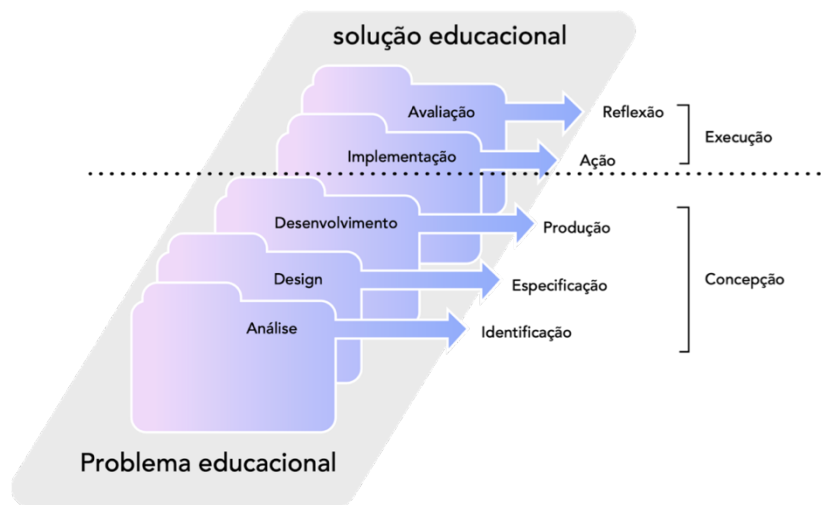 solução educacional
Avaliação
Reflexão
Execução
Implementação
Ação
Desenvolvimento
Produção
Design
Especificação
Concepção
Análise
Identificação
Problema educacional